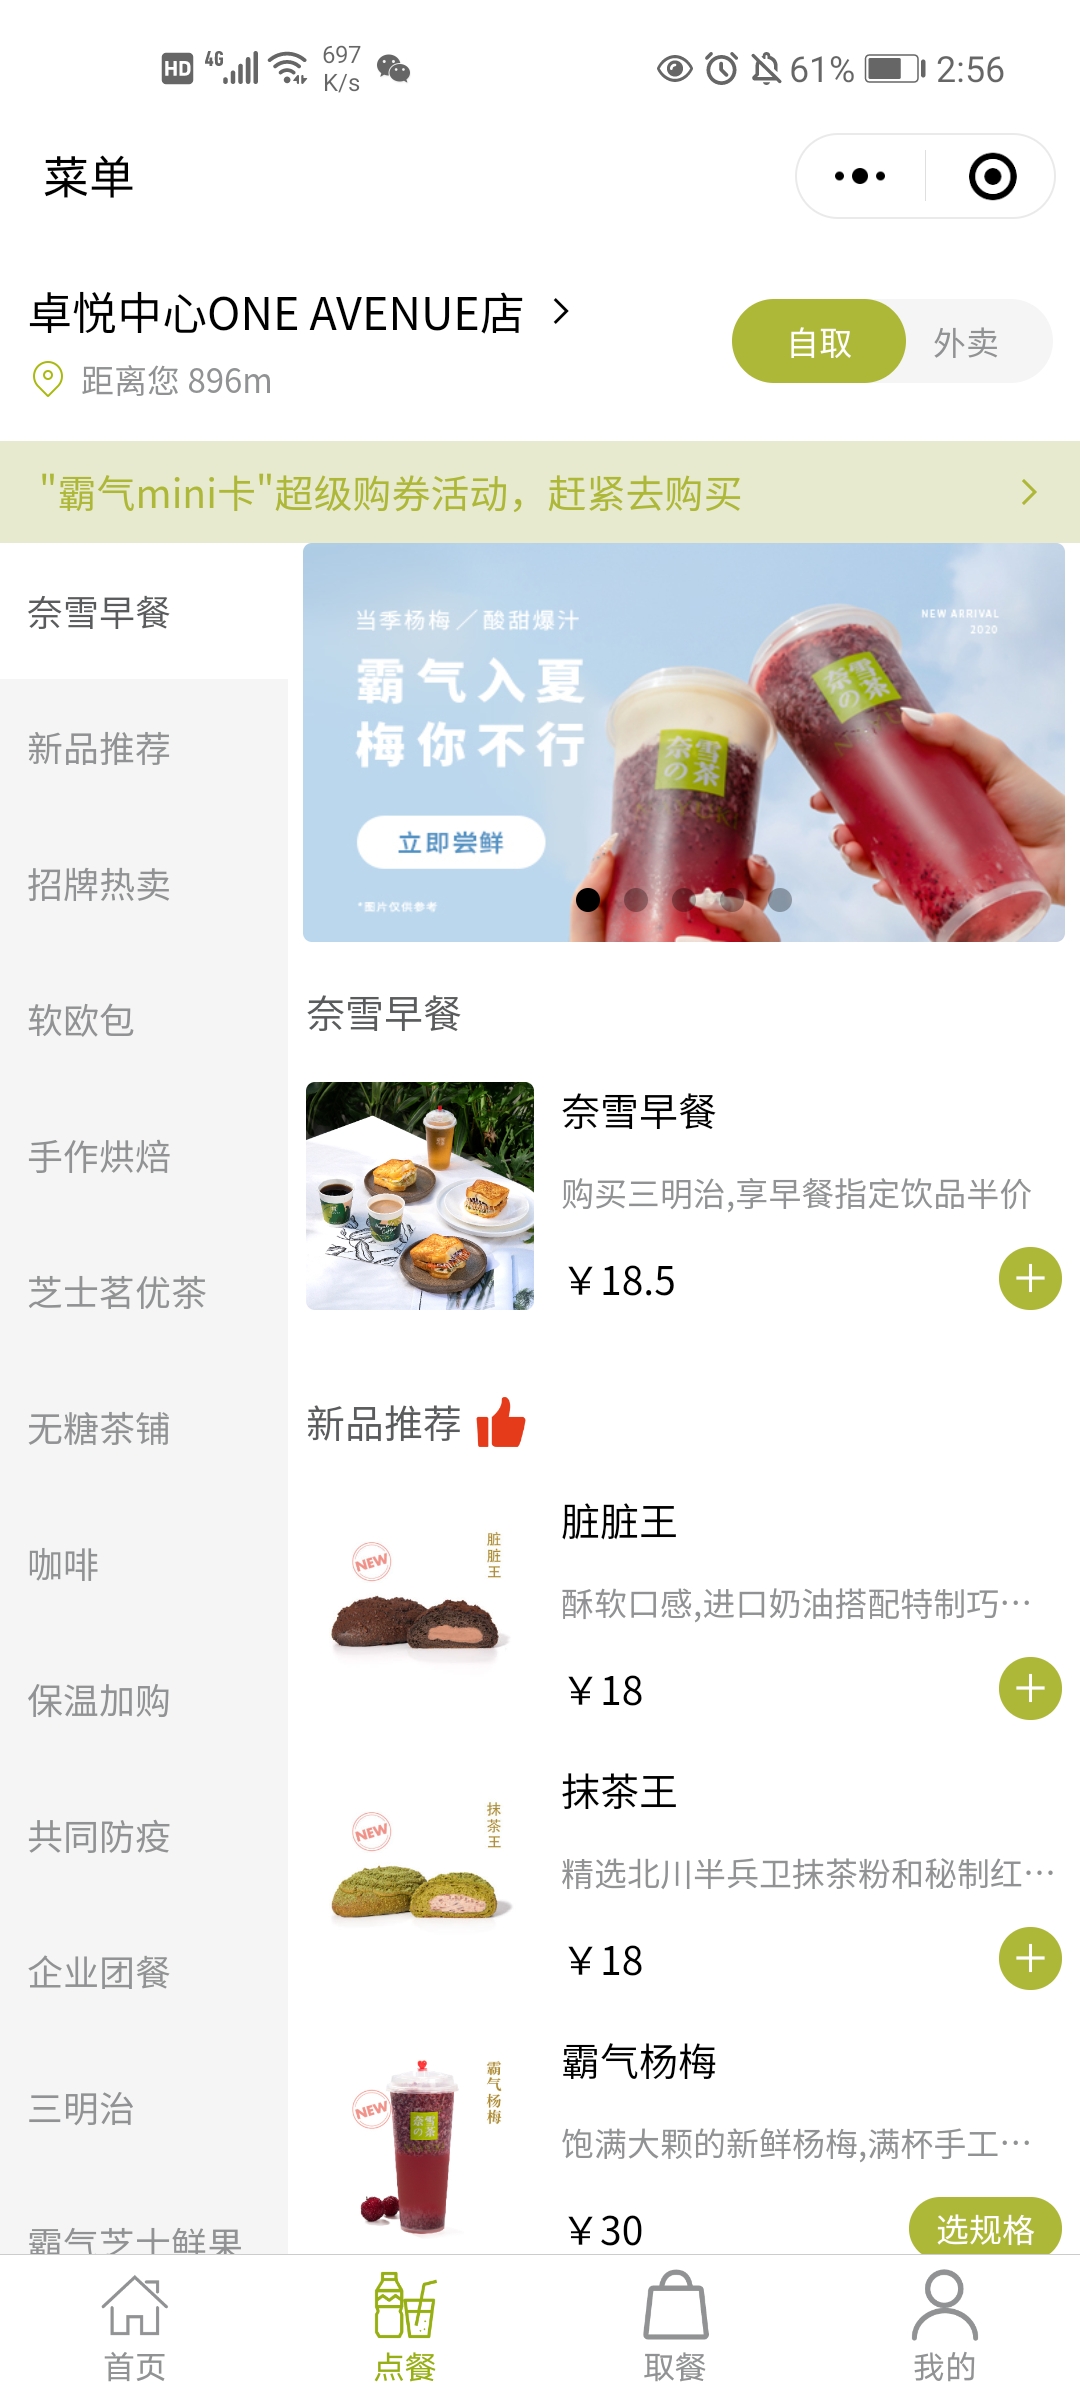 HD 4G 697 K/s 61% 2:56
菜单
卓悦中心ONE AVENUE店
自取 外卖
距离您 896m
"霸气mini卡"超级购券活动，赶紧去购买
奈雪早餐
新品推荐
招牌热卖
软欧包
手作烘焙
芝士茗优茶
无糖茶铺
咖啡
保温加购
共同防疫
企业团餐
三明治
霸气芝士鲜果
当季杨梅／酸甜爆汁
霸气入夏
梅你不行
立即尝鲜
*图片仅供参考
NEW ARRIVAL
2020
奈雪の茶
奈雪の茶
奈雪早餐
奈雪早餐
购买三明治,享早餐指定饮品半价
￥18.5
新品推荐
NEW
脏脏王
脏脏王
酥软口感,进口奶油搭配特制巧…
￥18
NEW
抹茶王
抹茶王
精选北川半兵卫抹茶粉和秘制红…
￥18
NEW
霸气杨梅
奈雪の茶
霸气杨梅
饱满大颗的新鲜杨梅,满杯手工…
￥30
选规格
首页
点餐
取餐
我的